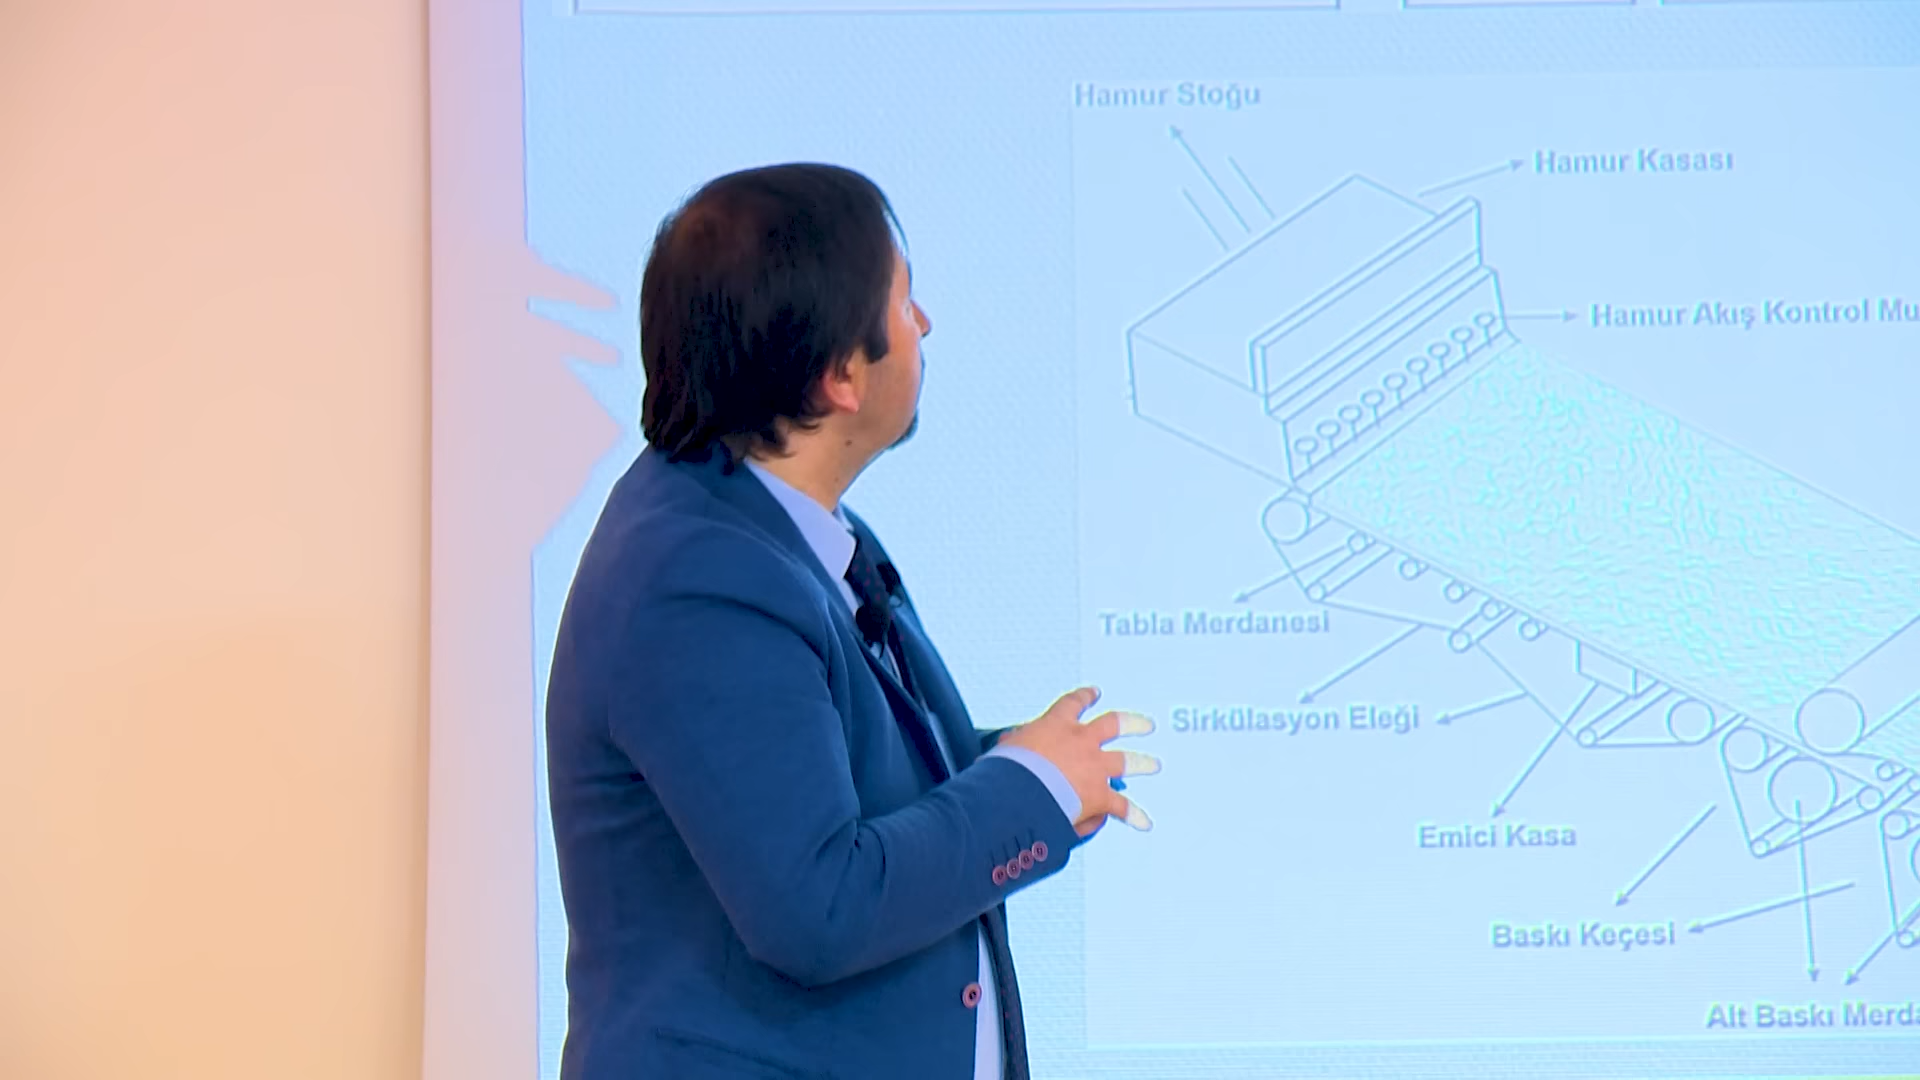 Hamur Stoğu
Hamur Kasası
Hamur Akış Kontrol Mu
Tabla Merdanesi
Sirkülasyon Eleği
Emici Kasa
Baskı Keçesi
Alt Baskı Merda